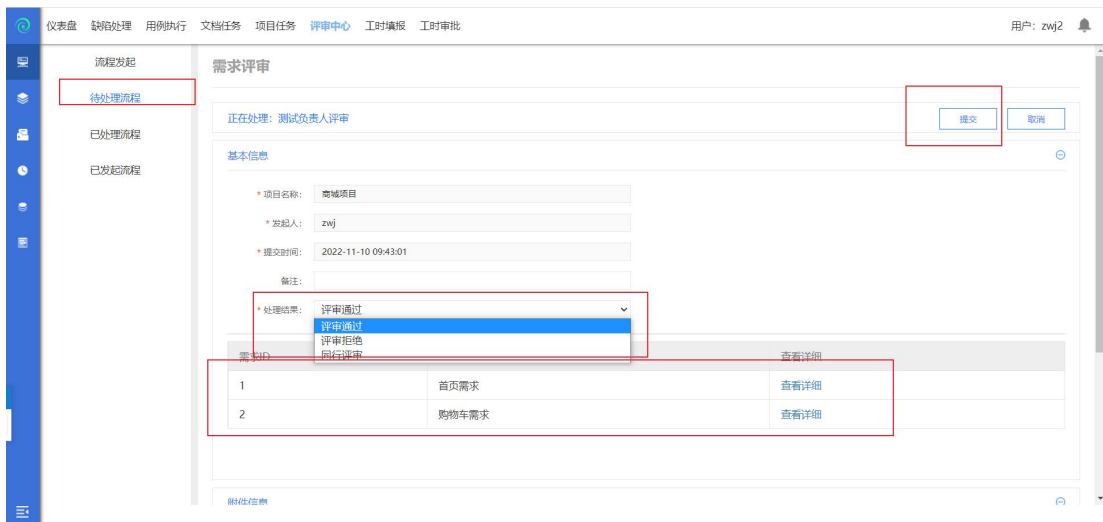 仪表盘 缺陷处理 用例执行 文档任务 项目任务 评审中心 工时填报 工时审批 用户: zwj2
流程发起
待处理流程
已处理流程
已发起流程
需求评审
正在处理: 测试负责人评审 提交 取消
基本信息
* 项目名称: 商城项目
* 发起人: zwj
* 提交时间: 2022-11-10 09:43:01
备注:
* 处理结果: 评审通过
评审通过
评审拒绝
同行评审
需求ID 查看详细
1 首页需求 查看详细
2 购物车需求 查看详细
附件信息